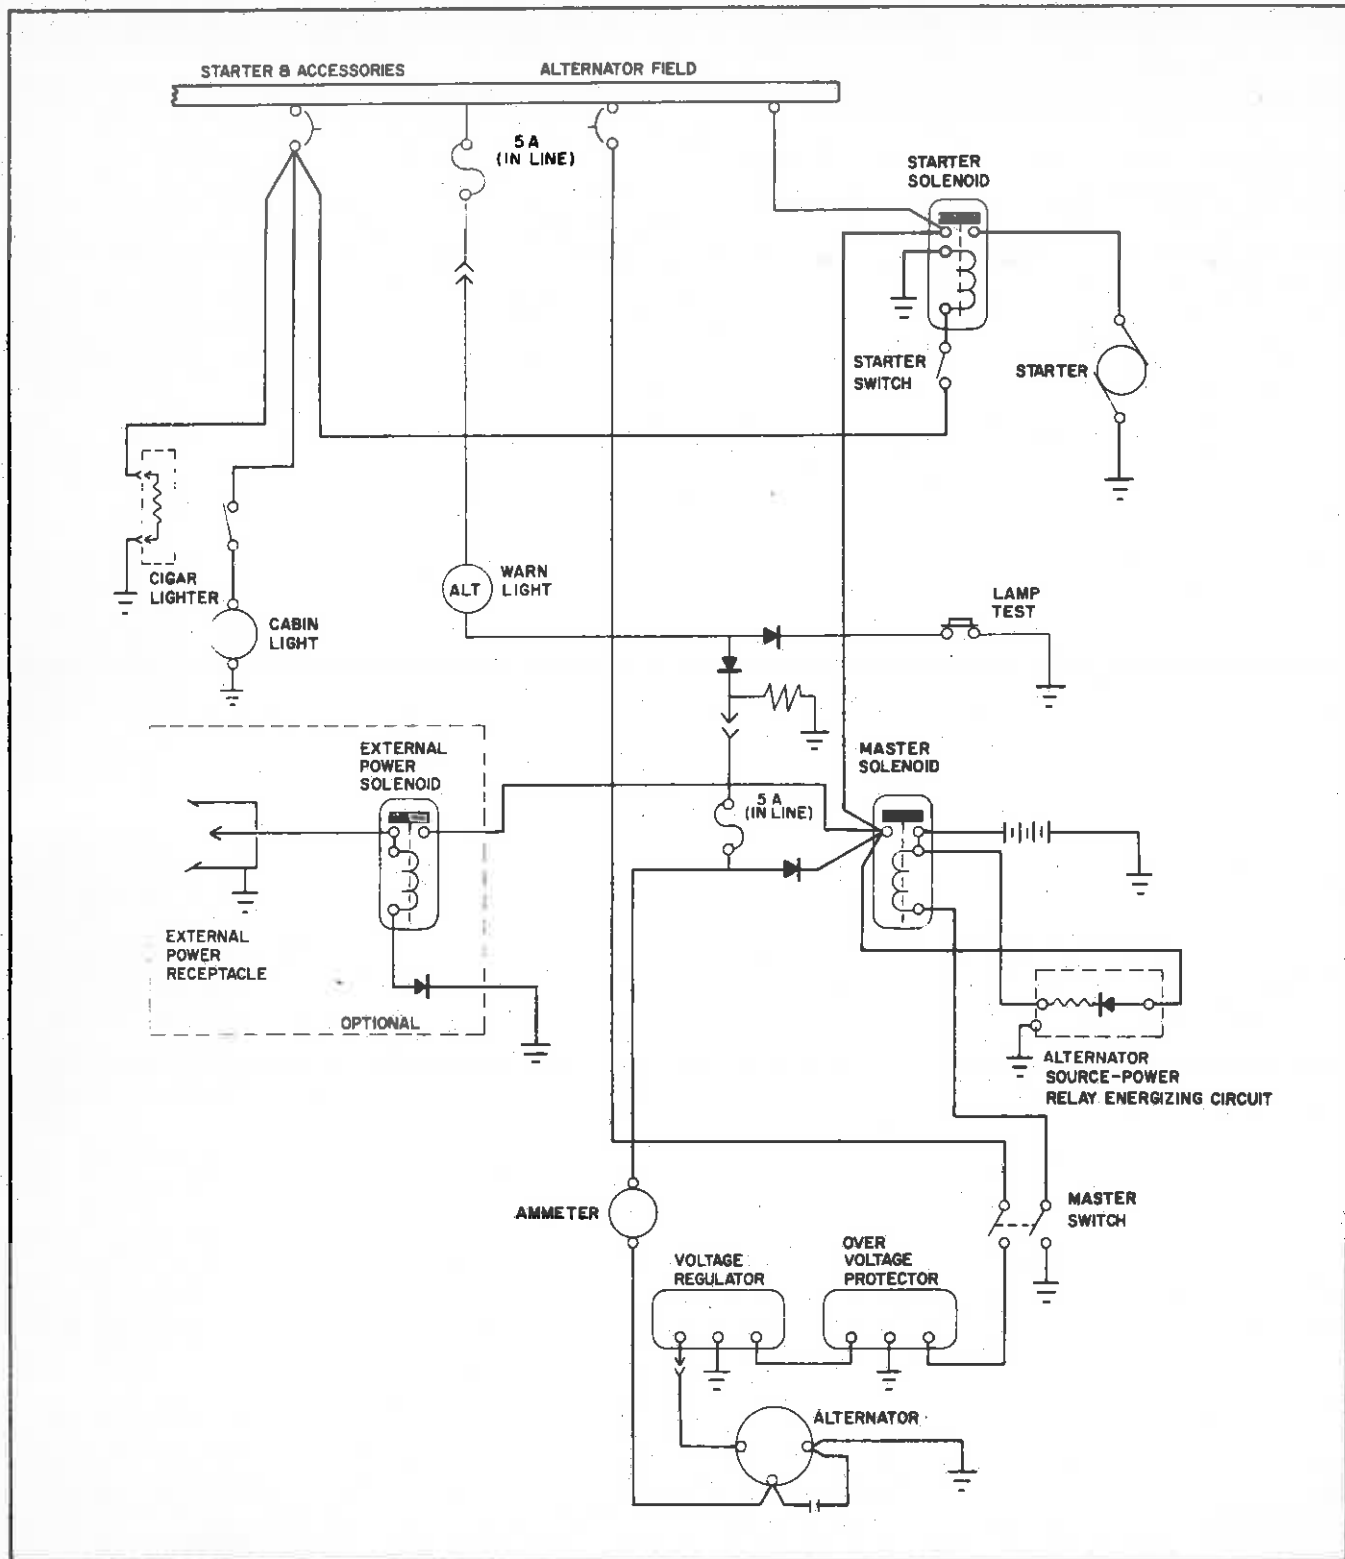 STARTER & ACCESSORIES
ALTERNATOR FIELD
5 A
(IN LINE)
STARTER
SOLENOID
STARTER
SWITCH
STARTER
CIGAR
LIGHTER
CABIN
LIGHT
ALT
WARN
LIGHT
LAMP
TEST
EXTERNAL
POWER
SOLENOID
5 A
(IN LINE)
MASTER
SOLENOID
EXTERNAL
POWER
RECEPTACLE
OPTIONAL
ALTERNATOR
SOURCE-POWER
RELAY ENERGIZING CIRCUIT
AMMETER
MASTER
SWITCH
VOLTAGE
REGULATOR
OVER
VOLTAGE
PROTECTOR
ALTERNATOR